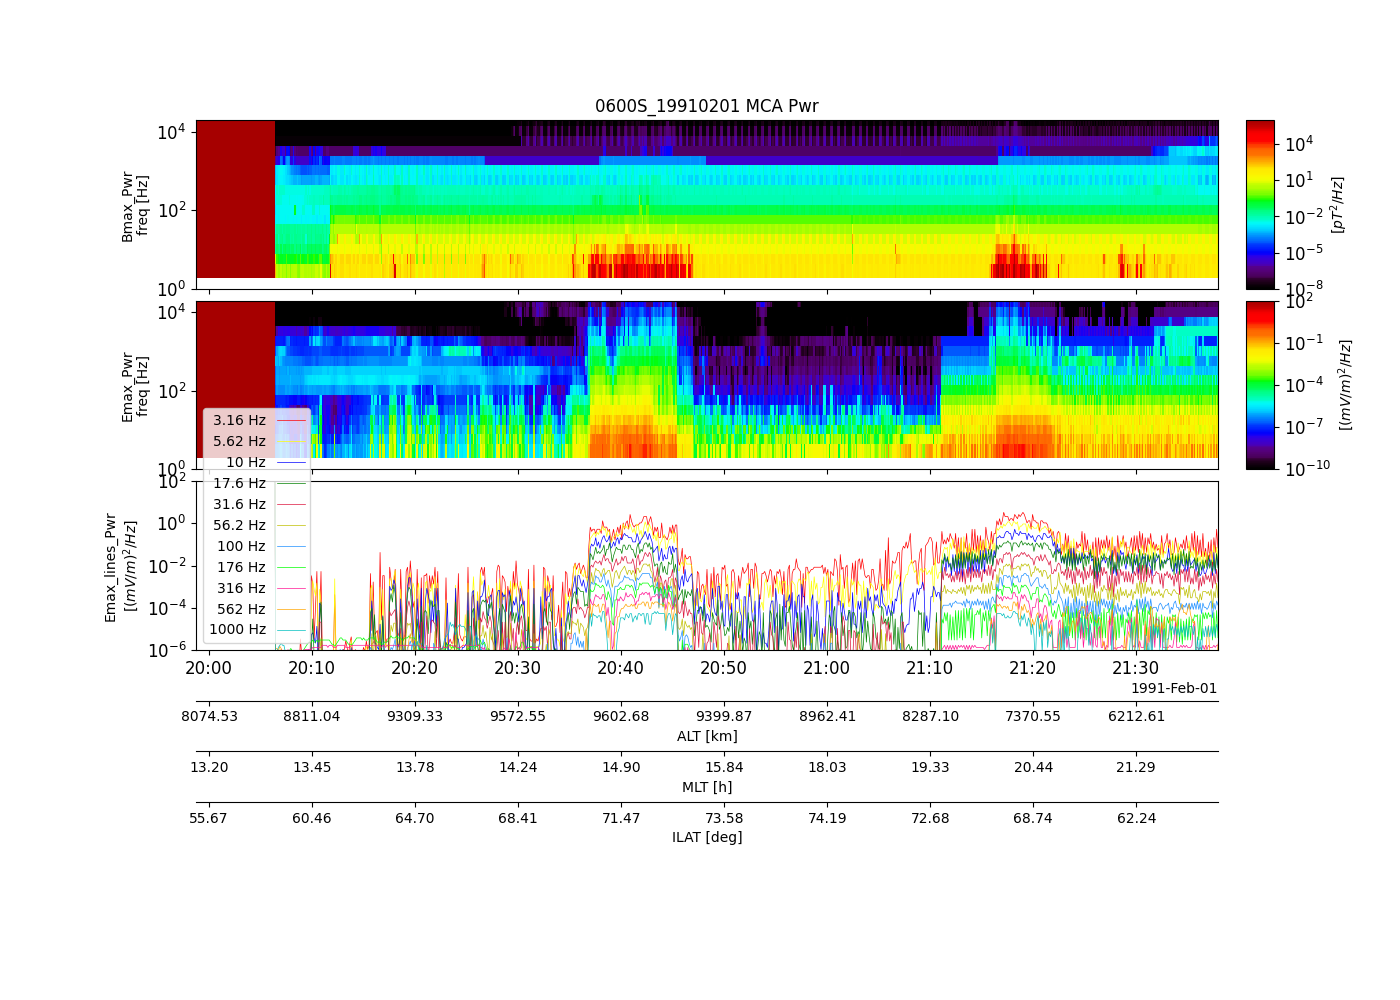 0600S_19910201 MCA Pwr
10^4
10^2
10^0
Bmax_Pwr
freq [Hz]
10^4
10^1
10^−2
10^−5
10^−8
[pT^2/Hz]
10^4
10^2
10^0
Emax_Pwr
freq [Hz]
10^2
10^−1
10^−4
10^−7
10^−10
[(mV/m)^2/Hz]
3.16 Hz
5.62 Hz
10 Hz
17.6 Hz
31.6 Hz
56.2 Hz
100 Hz
176 Hz
316 Hz
562 Hz
1000 Hz
10^2
10^0
10^−2
10^−4
10^−6
Emax_lines_Pwr
[(mV/m)^2/Hz]
20:00 20:10 20:20 20:30 20:40 20:50 21:00 21:10 21:20 21:30
1991-Feb-01
8074.53 8811.04 9309.33 9572.55 9602.68 9399.87 8962.41 8287.10 7370.55 6212.61
ALT [km]
13.20 13.45 13.78 14.24 14.90 15.84 18.03 19.33 20.44 21.29
MLT [h]
55.67 60.46 64.70 68.41 71.47 73.58 74.19 72.68 68.74 62.24
ILAT [deg]